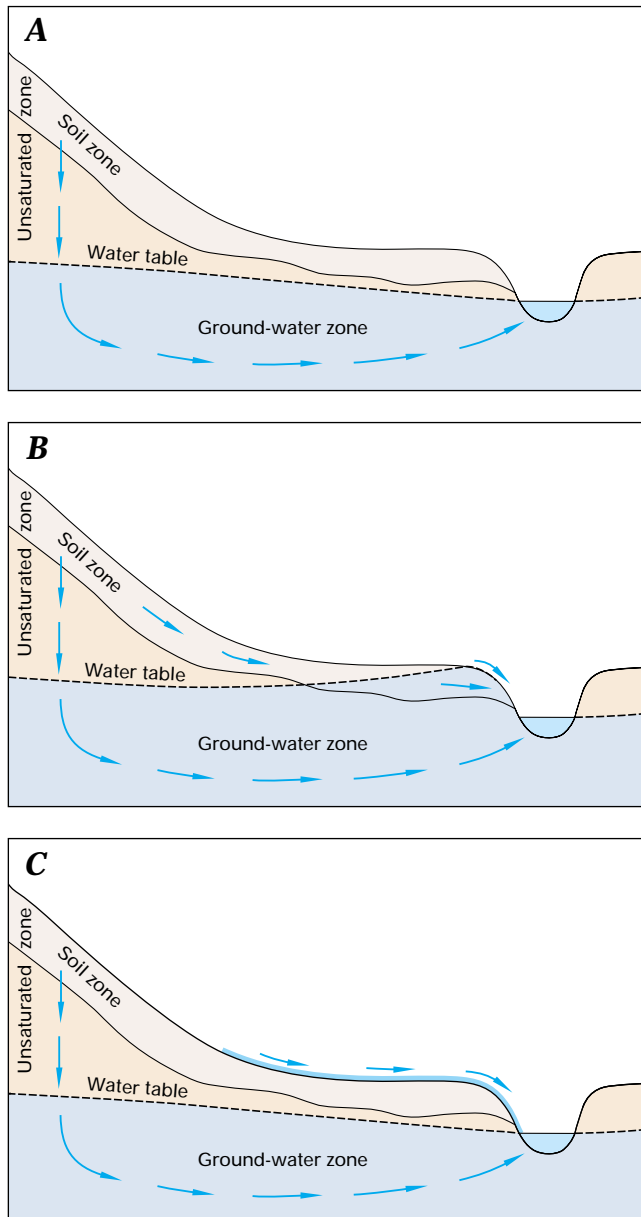 A
Unsaturated zone
Soil zone
Water table
Ground-water zone
B
Unsaturated zone
Soil zone
Water table
Ground-water zone
C
Unsaturated zone
Soil zone
Water table
Ground-water zone